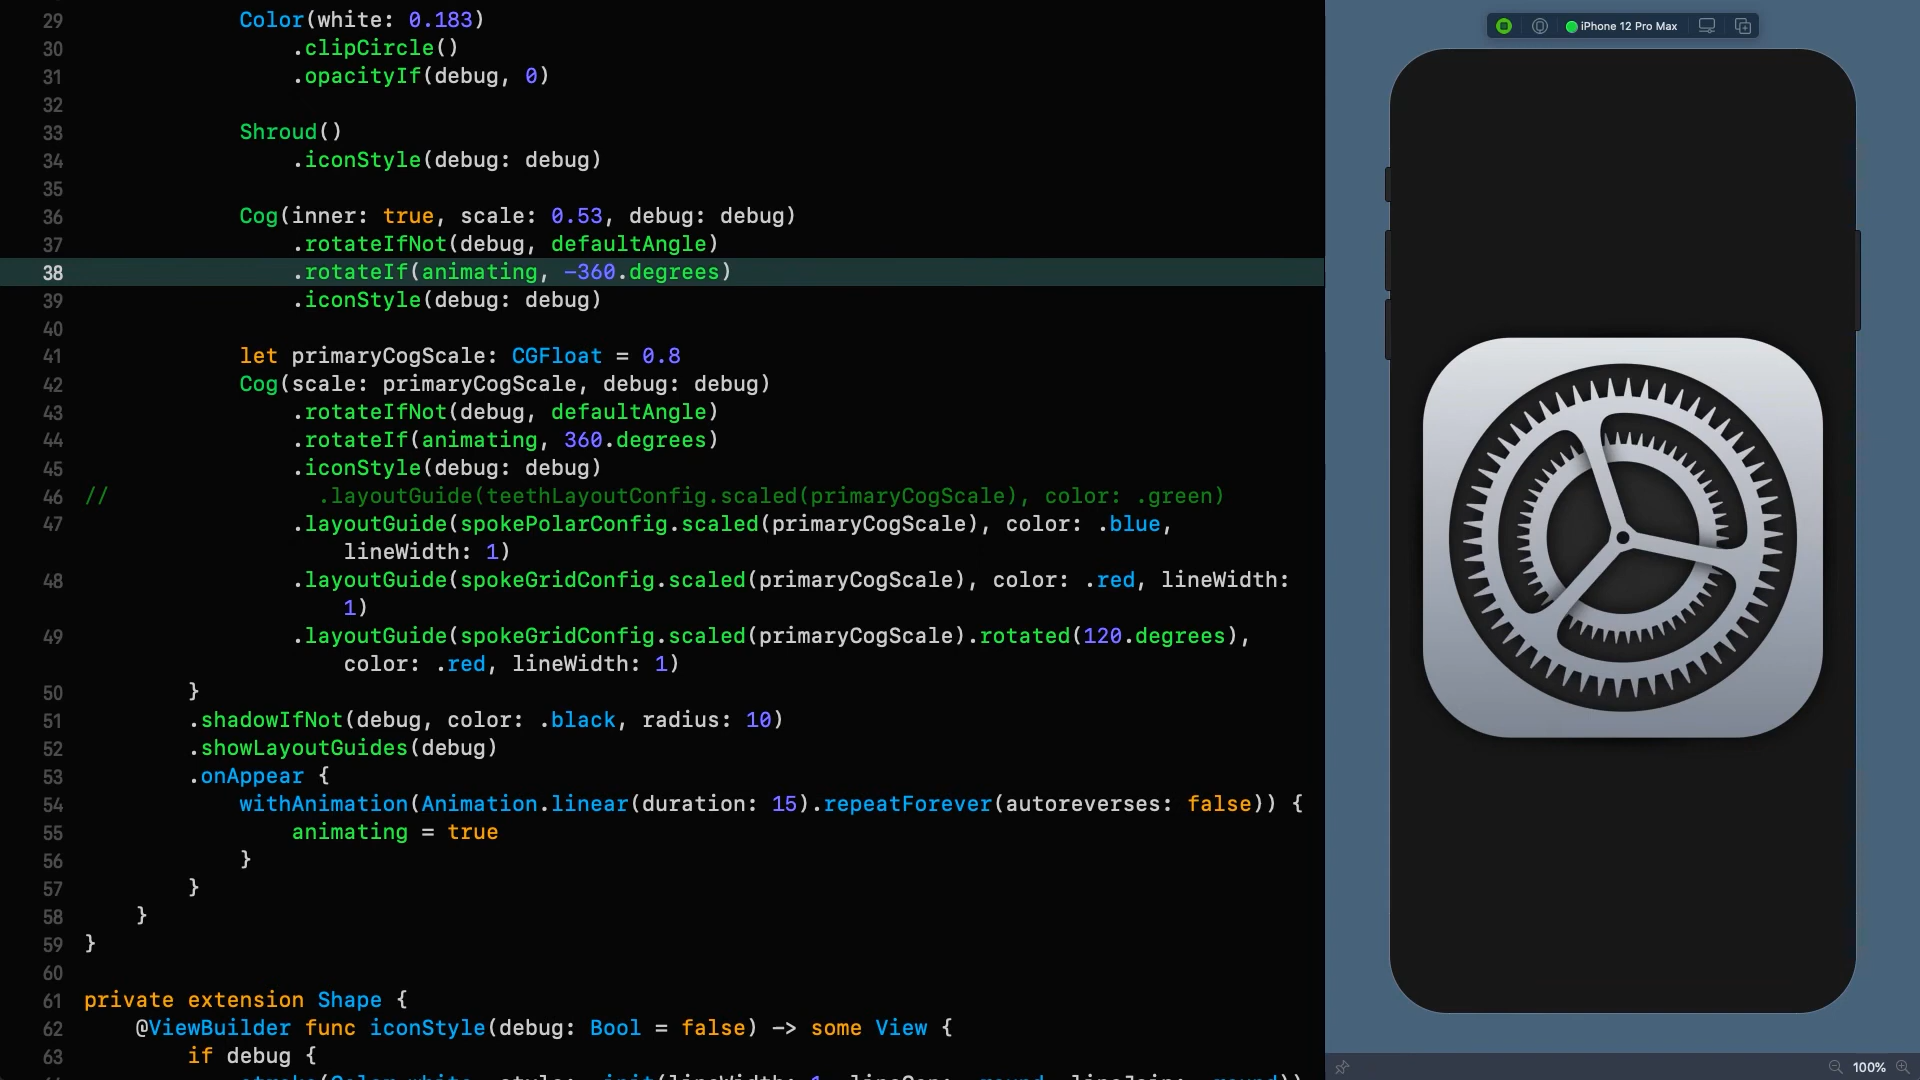 29 Color(white: 0.183)
30 .clipCircle()
31 .opacityIf(debug, 0)
32
33 Shroud()
34 .iconStyle(debug: debug)
35
36 Cog(inner: true, scale: 0.53, debug: debug)
37 .rotateIfNot(debug, defaultAngle)
38 .rotateIf(animating, -360.degrees)
39 .iconStyle(debug: debug)
40
41 let primaryCogScale: CGFloat = 0.8
42 Cog(scale: primaryCogScale, debug: debug)
43 .rotateIfNot(debug, defaultAngle)
44 .rotateIf(animating, 360.degrees)
45 .iconStyle(debug: debug)
46 // .layoutGuide(teethLayoutConfig.scaled(primaryCogScale), color: .green)
47 .layoutGuide(spokePolarConfig.scaled(primaryCogScale), color: .blue,
lineWidth: 1)
48 .layoutGuide(spokeGridConfig.scaled(primaryCogScale), color: .red, lineWidth:
1)
49 .layoutGuide(spokeGridConfig.scaled(primaryCogScale).rotated(120.degrees),
color: .red, lineWidth: 1)
50 }
51 .shadowIfNot(debug, color: .black, radius: 10)
52 .showLayoutGuides(debug)
53 .onAppear {
54 withAnimation(Animation.linear(duration: 15).repeatForever(autoreverses: false)) {
55 animating = true
56 }
57 }
58 }
59 }
60
61 private extension Shape {
62 @ViewBuilder func iconStyle(debug: Bool = false) -> some View {
63 if debug {
iPhone 12 Pro Max
100%